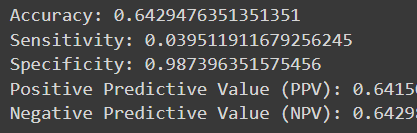 Accuracy: 0.6429476351351351
Sensitivity: 0.039511911679256245
Specificity: 0.987396351575456
Positive Predictive Value (PPV): 0.6415
Negative Predictive Value (NPV): 0.6429